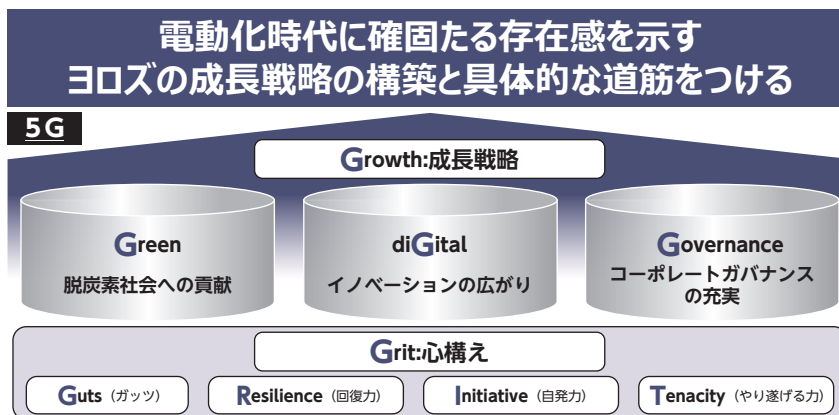 電動化時代に確固たる存在感を示す
ヨロズの成長戦略の構築と具体的な道筋をつける
5G
Growth:成長戦略
Green
脱炭素社会への貢献
diGital
イノベーションの広がり
Governance
コーポレートガバナンス
の充実
Grit:心構え
Guts（ガッツ）
Resilience（回復力）
Initiative（自発力）
Tenacity（やり遂げる力）